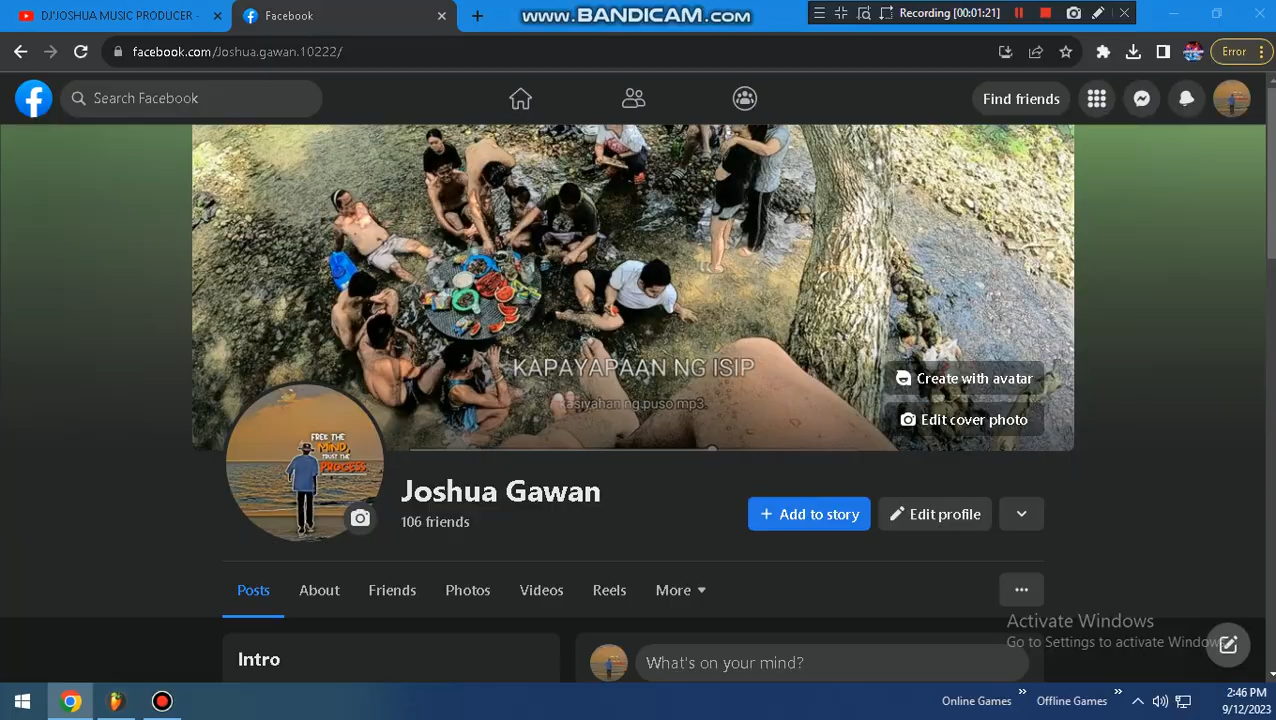 DJ'JOSHUA MUSIC PRODUCER -
Facebook
www.BANDICAM.com
Recording [00:01:21]
facebook.com/Joshua.gawan.10222/
Error
Search Facebook
Find friends
KAPAYAPAAN NG ISIP
kasiyahan ng puso mp3.
Create with avatar
Edit cover photo
FREE THE
MIND,
TRUST THE
PROCESS
Joshua Gawan
106 friends
+ Add to story
Edit profile
Posts
About
Friends
Photos
Videos
Reels
More
Activate Windows
Go to Settings to activate Windows
Intro
What's on your mind?
Online Games
Offline Games
2:46 PM
9/12/2023